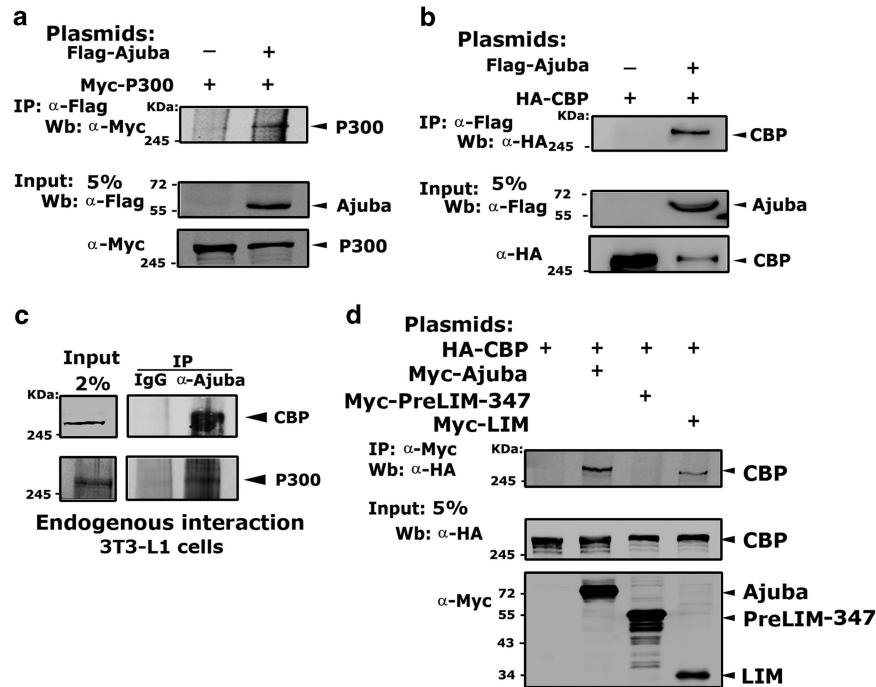 a
Plasmids:
Flag-Ajuba – +
Myc-P300 + +
IP: α-Flag KDa:
Wb: α-Myc P300
245 -
Input: 5% 72 -
Wb: α-Flag 55 - Ajuba
α-Myc P300
245 -
b
Plasmids:
Flag-Ajuba – +
HA-CBP + +
KDa:
IP: α-Flag
Wb: α-HA 245 - CBP
Input: 5% 72 -
Wb: α-Flag 55 - Ajuba
α-HA
245 - CBP
c
Input IP
2% IgG α-Ajuba
KDa:
CBP
245 -
P300
245 -
Endogenous interaction
3T3-L1 cells
d
Plasmids:
HA-CBP + + + +
Myc-Ajuba +
Myc-PreLIM-347 +
Myc-LIM +
IP: α-Myc KDa:
Wb: α-HA 245 - CBP
Input: 5%
Wb: α-HA CBP
245 -
α-Myc 72 - Ajuba
55 - PreLIM-347
43 -
34 - LIM